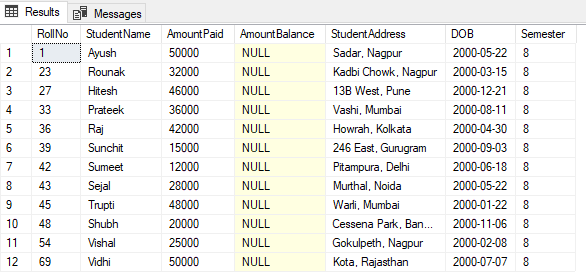 Results Messages
RollNo StudentName AmountPaid AmountBalance StudentAddress DOB Semester
1 1 Ayush 50000 NULL Sadar, Nagpur 2000-05-22 8
2 23 Rounak 32000 NULL Kadbi Chowk, Nagpur 2000-03-15 8
3 27 Hitesh 46000 NULL 13B West, Pune 2000-12-21 8
4 33 Prateek 36000 NULL Vashi, Mumbai 2000-08-11 8
5 36 Raj 42000 NULL Howrah, Kolkata 2000-04-30 8
6 39 Sunchit 15000 NULL 246 East, Gurugram 2000-09-03 8
7 42 Sumeet 12000 NULL Pitampura, Delhi 2000-06-18 8
8 43 Sejal 28000 NULL Murthal, Noida 2000-05-22 8
9 45 Trupti 48000 NULL Warli, Mumbai 2000-01-22 8
10 48 Shubh 20000 NULL Cessena Park, Ban... 2000-11-06 8
11 54 Vishal 25000 NULL Gokulpeth, Nagpur 2000-02-08 8
12 69 Vidhi 50000 NULL Kota, Rajasthan 2000-07-07 8